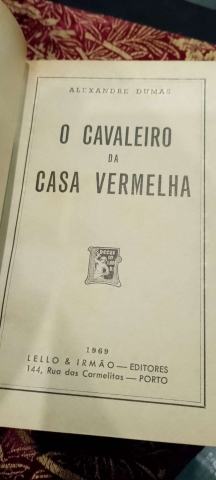 ALEXANDRE DUMAS
O CAVALEIRO
DA
CASA VERMELHA
1969
LELLO & IRMÃO — EDITORES
144, Rua das Carmelitas — PORTO